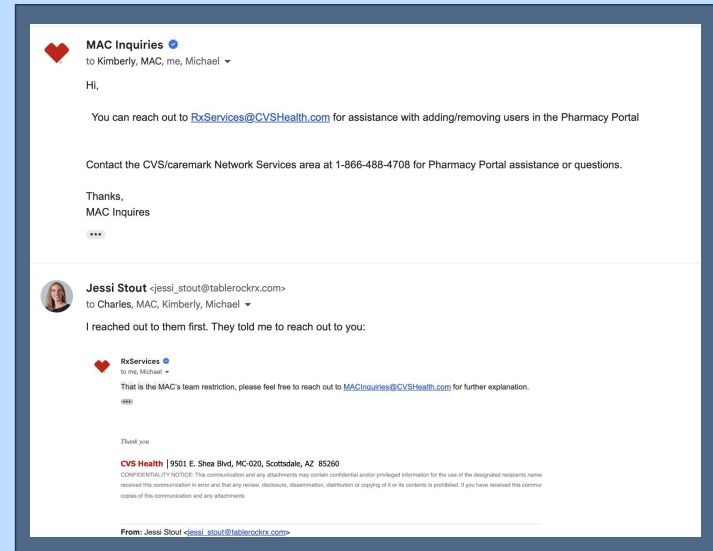 MAC Inquiries
to Kimberly, MAC, me, Michael
Hi,
You can reach out to RxServices@CVSHealth.com for assistance with adding/removing users in the Pharmacy Portal
Contact the CVS/caremark Network Services area at 1-866-488-4708 for Pharmacy Portal assistance or questions.
Thanks,
MAC Inquires
•••
Jessi Stout <jessi_stout@tablerockrx.com>
to Charles, MAC, Kimberly, Michael
I reached out to them first. They told me to reach out to you:
RxServices
to me, Michael
That is the MAC's team restriction, please feel free to reach out to MACInquiries@CVSHealth.com for further explanation.
•••
Thank you
CVS Health | 9501 E. Shea Blvd, MC-020, Scottsdale, AZ 85260
CONFIDENTIALITY NOTICE: This communication and any attachments may contain confidential and/or privileged information for the use of the designated recipients name
received this communication in error and that any review, disclosure, dissemination, distribution or copying of it or its contents is prohibited. If you have received this commur
copies of this communication and any attachments
From: Jessi Stout <jessi_stout@tablerockrx.com>